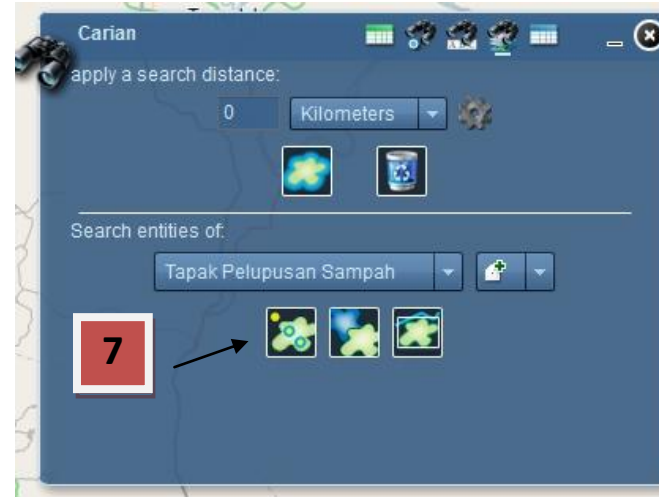 Carian
apply a search distance:
0 Kilometers
Search entities of:
Tapak Pelupusan Sampah
7